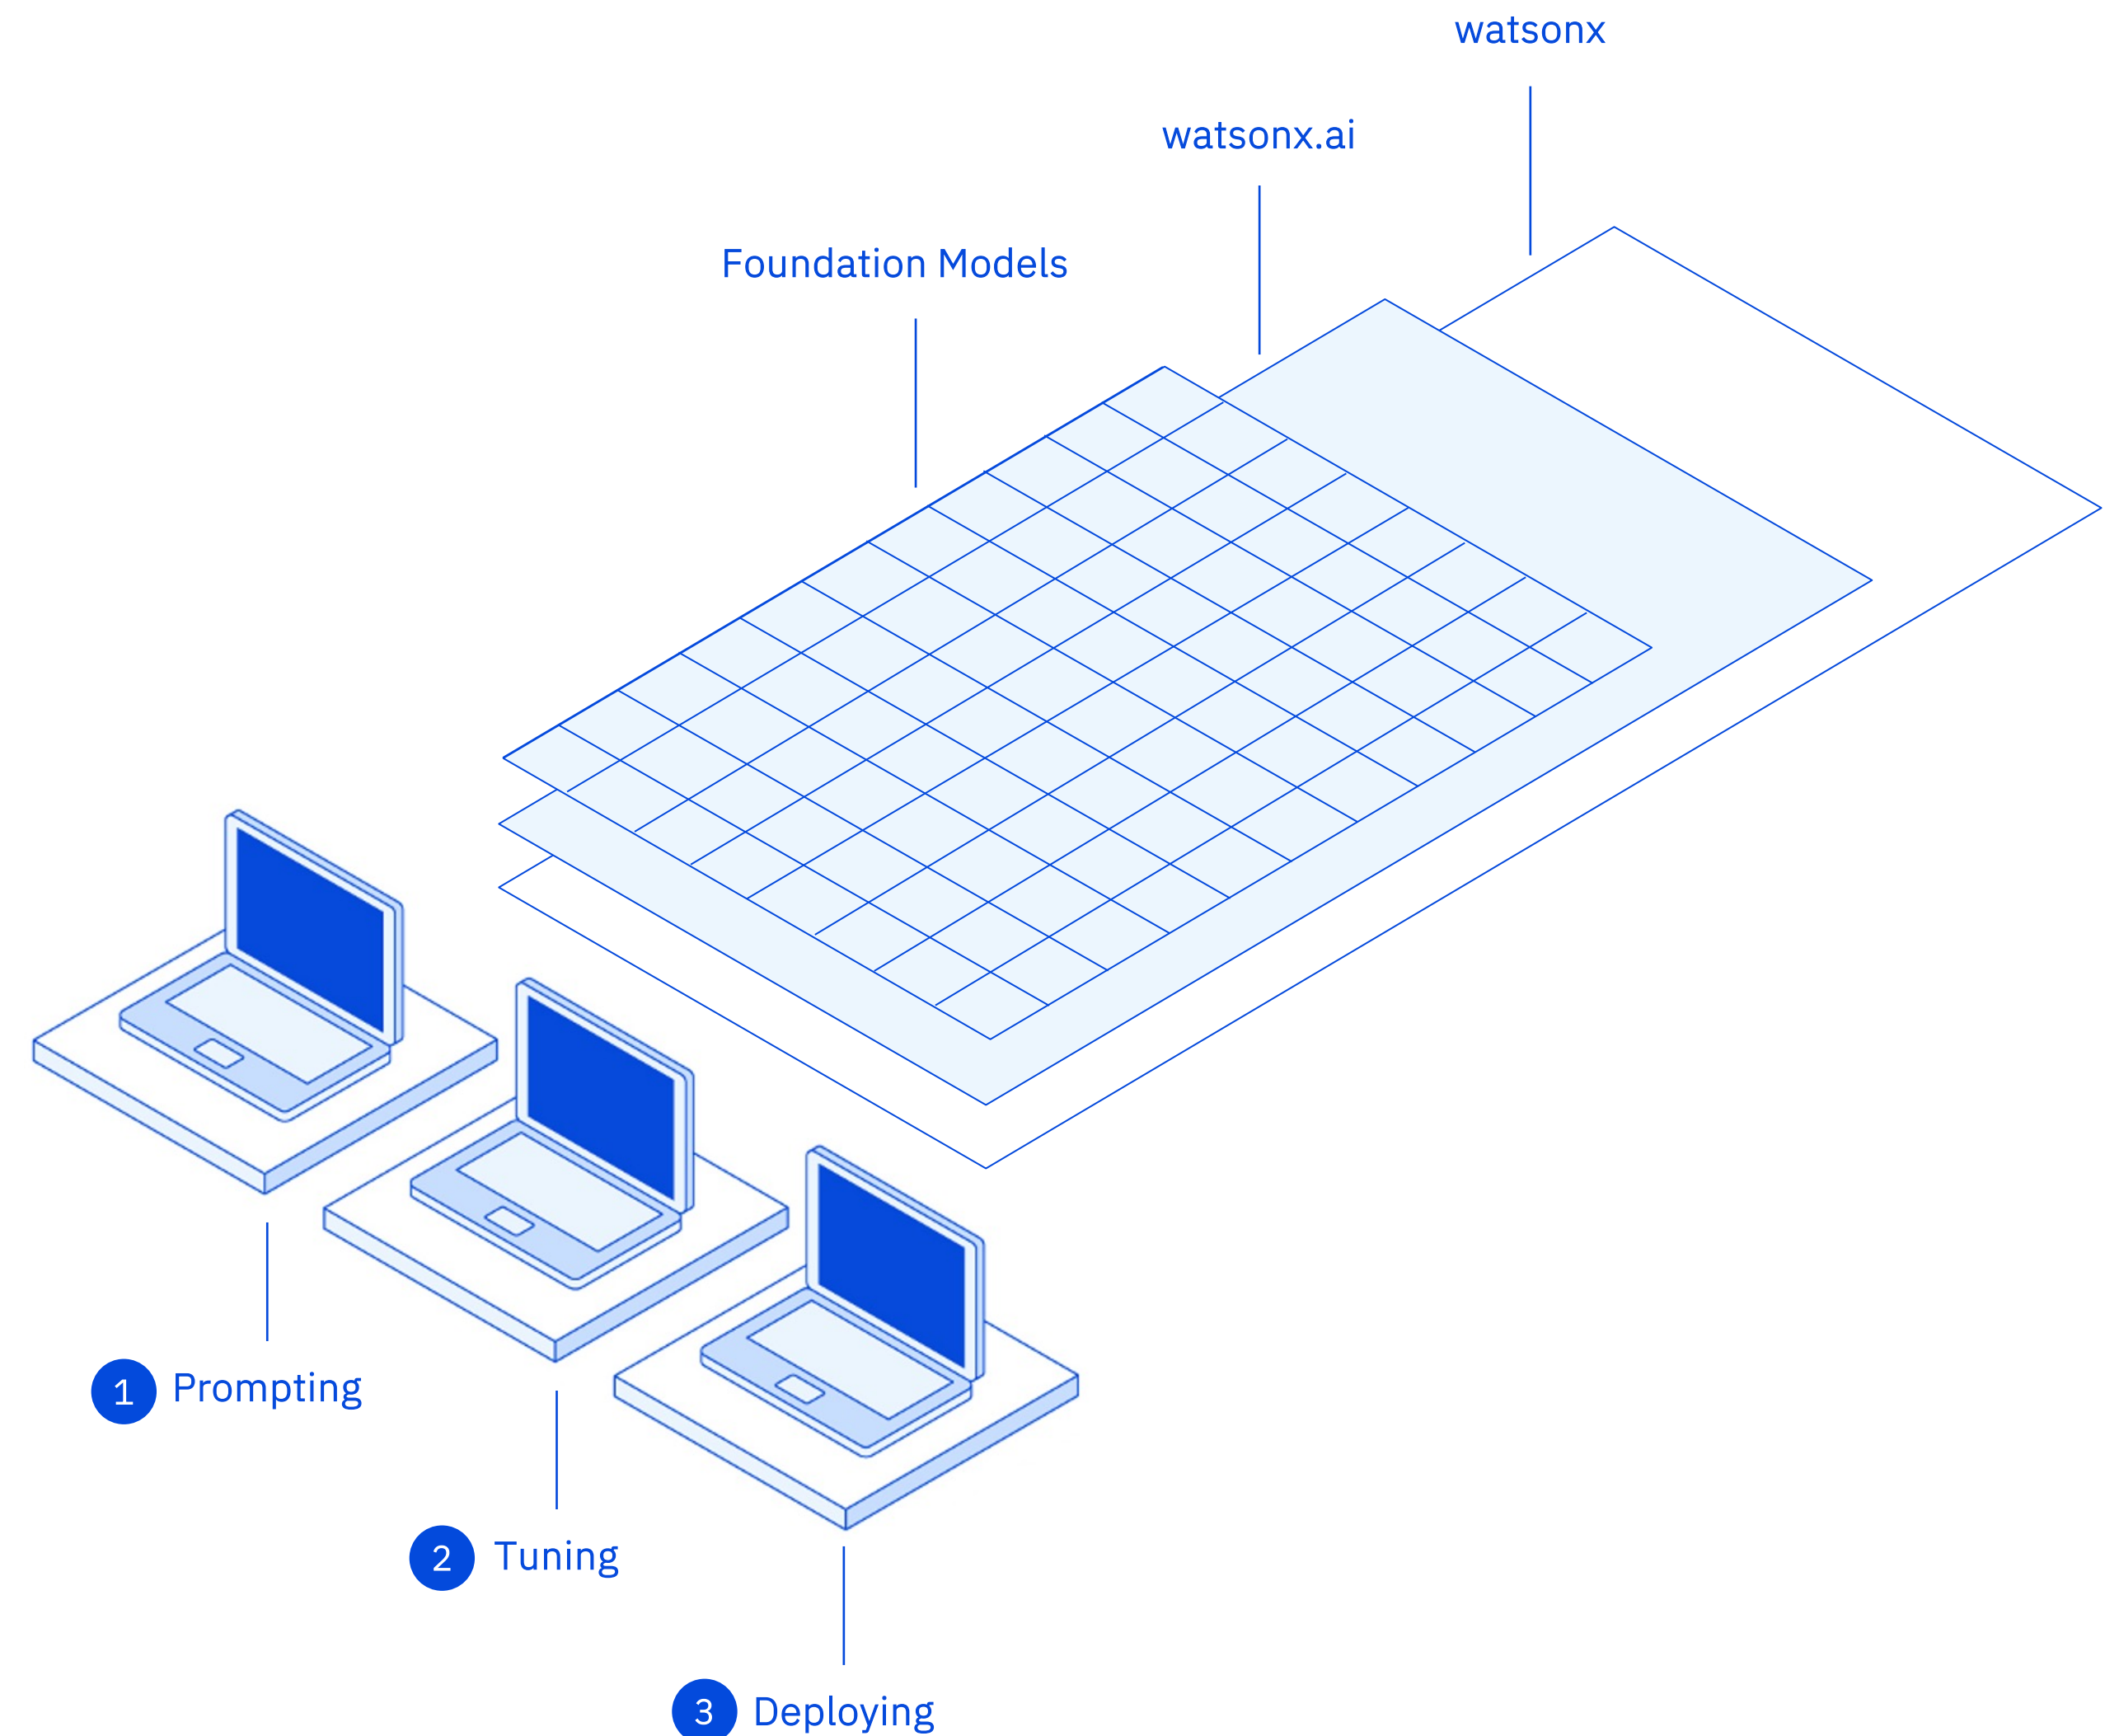 watsonx
watsonx.ai
Foundation Models
1 Prompting
2 Tuning
3 Deploying